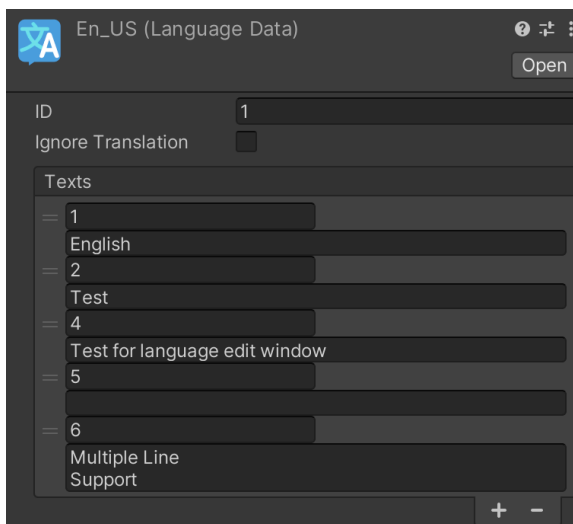 En_US (Language Data)
Open
ID 1
Ignore Translation
Texts
1
English
2
Test
4
Test for language edit window
5
6
Multiple Line
Support